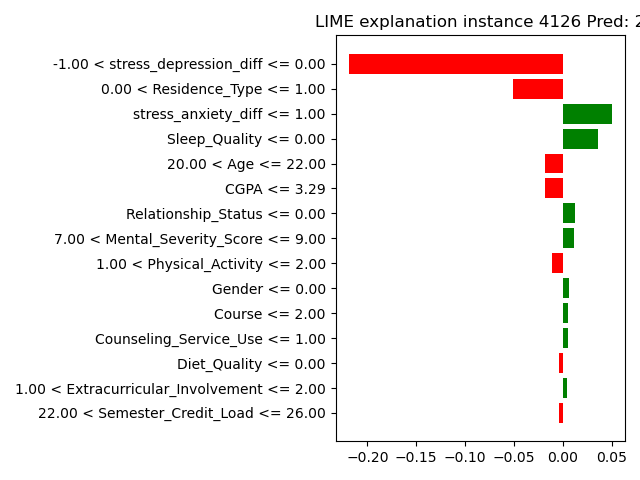 LIME explanation instance 4126 Pred: 2
-1.00 < stress_depression_diff <= 0.00
0.00 < Residence_Type <= 1.00
stress_anxiety_diff <= 1.00
Sleep_Quality <= 0.00
20.00 < Age <= 22.00
CGPA <= 3.29
Relationship_Status <= 0.00
7.00 < Mental_Severity_Score <= 9.00
1.00 < Physical_Activity <= 2.00
Gender <= 0.00
Course <= 2.00
Counseling_Service_Use <= 1.00
Diet_Quality <= 0.00
1.00 < Extracurricular_Involvement <= 2.00
22.00 < Semester_Credit_Load <= 26.00
−0.20 −0.15 −0.10 −0.05 0.00 0.05